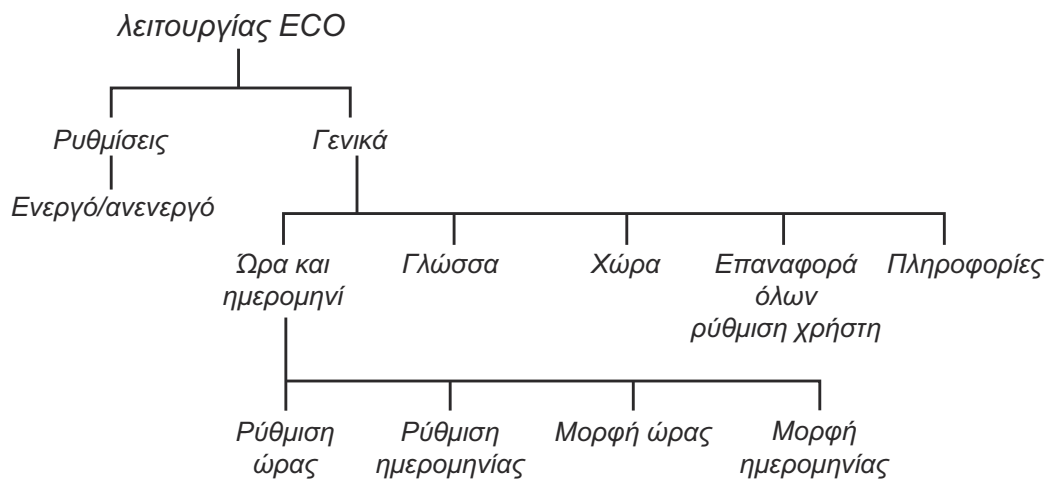 λειτουργίας ECO
Ρυθμίσεις
Γενικά
Ενεργό/ανενεργό
Ώρα και
ημερομηνί
Γλώσσα
Χώρα
Επαναφορά
όλων
ρύθμιση χρήστη
Πληροφορίες
Ρύθμιση
ώρας
Ρύθμιση
ημερομηνίας
Μορφή ώρας
Μορφή
ημερομηνίας